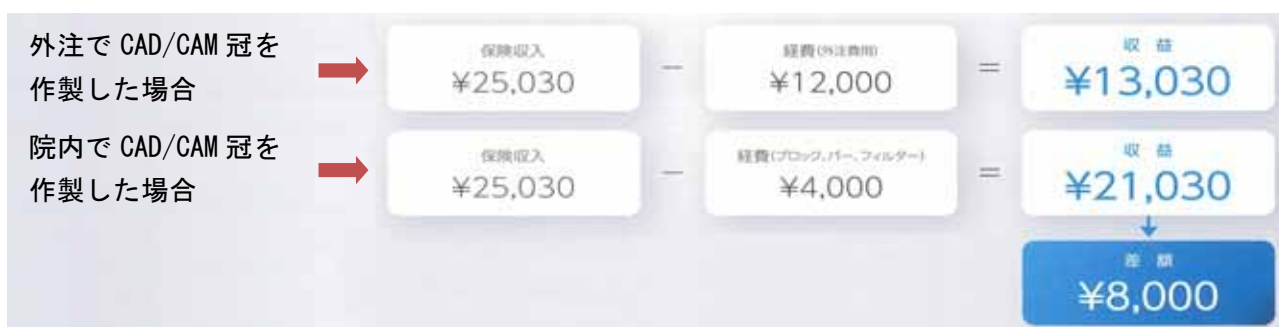 外注で CAD/CAM 冠を
作製した場合
保険収入
¥25,030
－
経費(外注費用)
¥12,000
＝
収 益
¥13,030
院内で CAD/CAM 冠を
作製した場合
保険収入
¥25,030
－
経費(ブロック、バー、フィルター)
¥4,000
＝
収 益
¥21,030
差 額
¥8,000